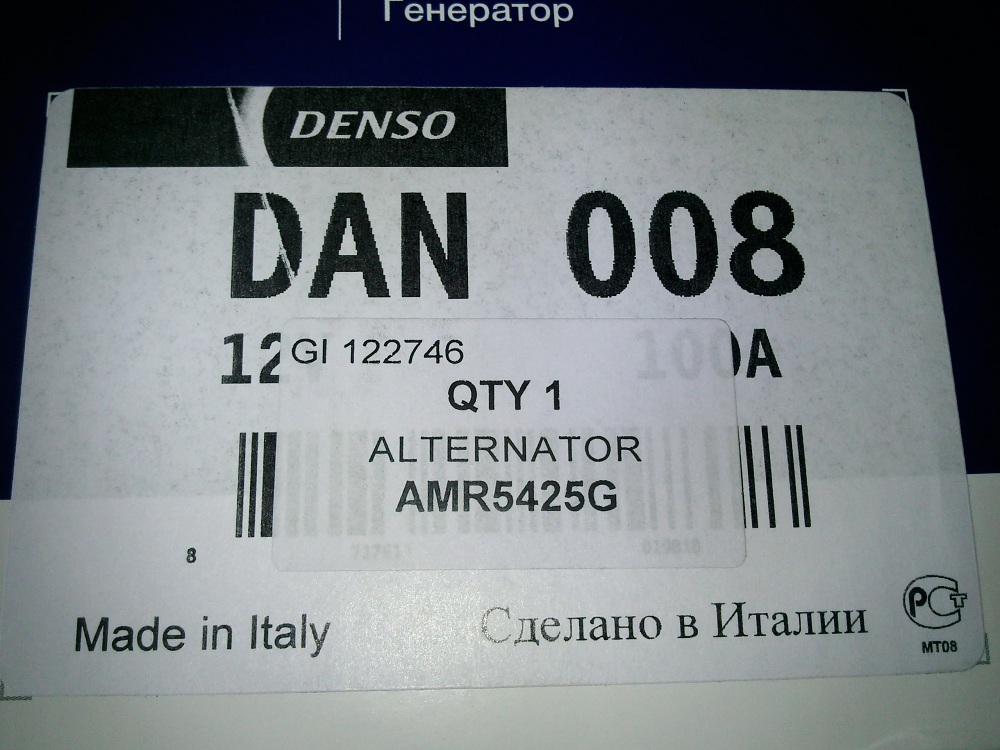 Генератор
DENSO
DAN 008
12 100A
GI 122746
QTY 1
ALTERNATOR
AMR5425G
8
Made in Italy
Сделано в Италии
РСТ
МТ08